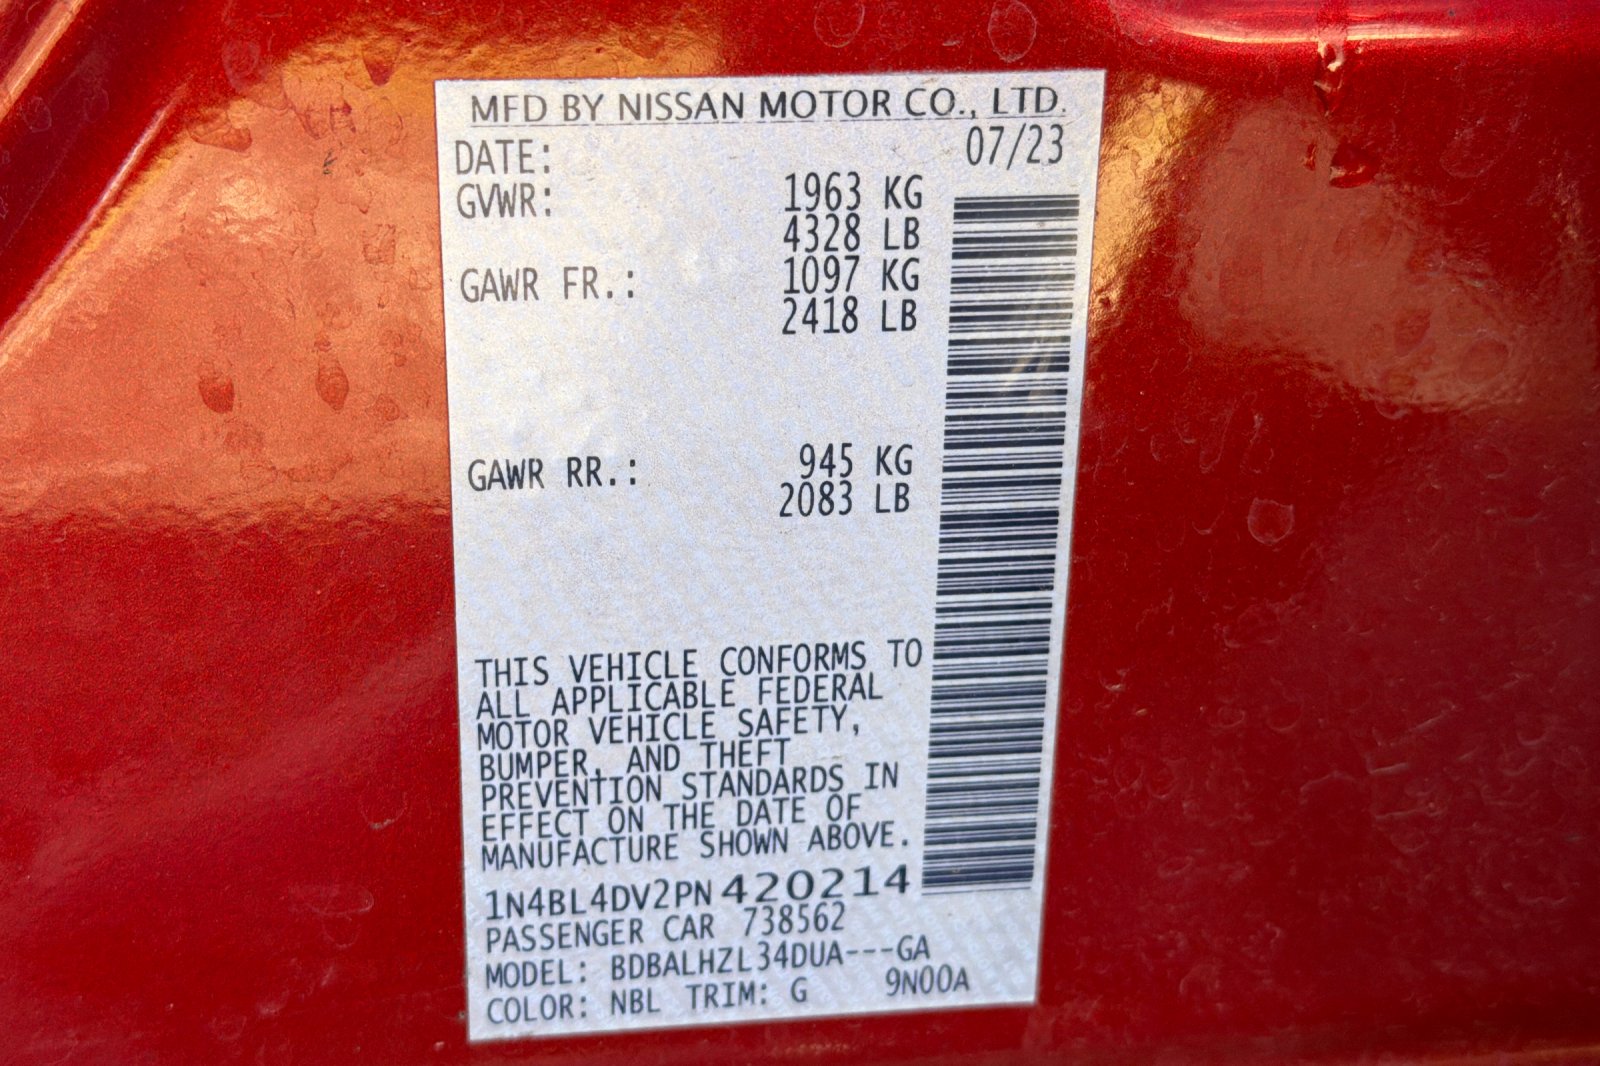 MFD BY NISSAN MOTOR CO., LTD.
DATE: 07/23
GVWR: 1963 KG
4328 LB
GAWR FR.: 1097 KG
2418 LB
GAWR RR.: 945 KG
2083 LB
THIS VEHICLE CONFORMS TO
ALL APPLICABLE FEDERAL
MOTOR VEHICLE SAFETY,
BUMPER, AND THEFT
PREVENTION STANDARDS IN
EFFECT ON THE DATE OF
MANUFACTURE SHOWN ABOVE.
1N4BL4DV2PN420214
PASSENGER CAR 738562
MODEL: BDBALHZL34DUA---GA
COLOR: NBL TRIM: G 9N00A